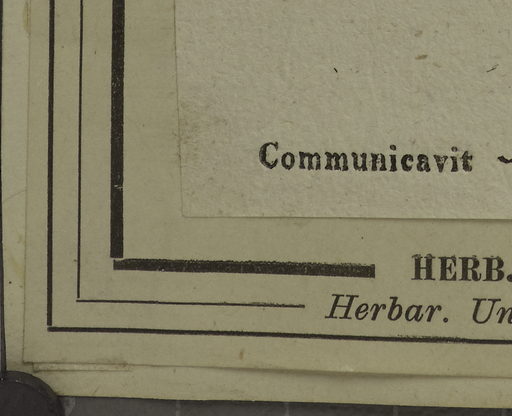 Communicavit
HERB.
Herbar. Un